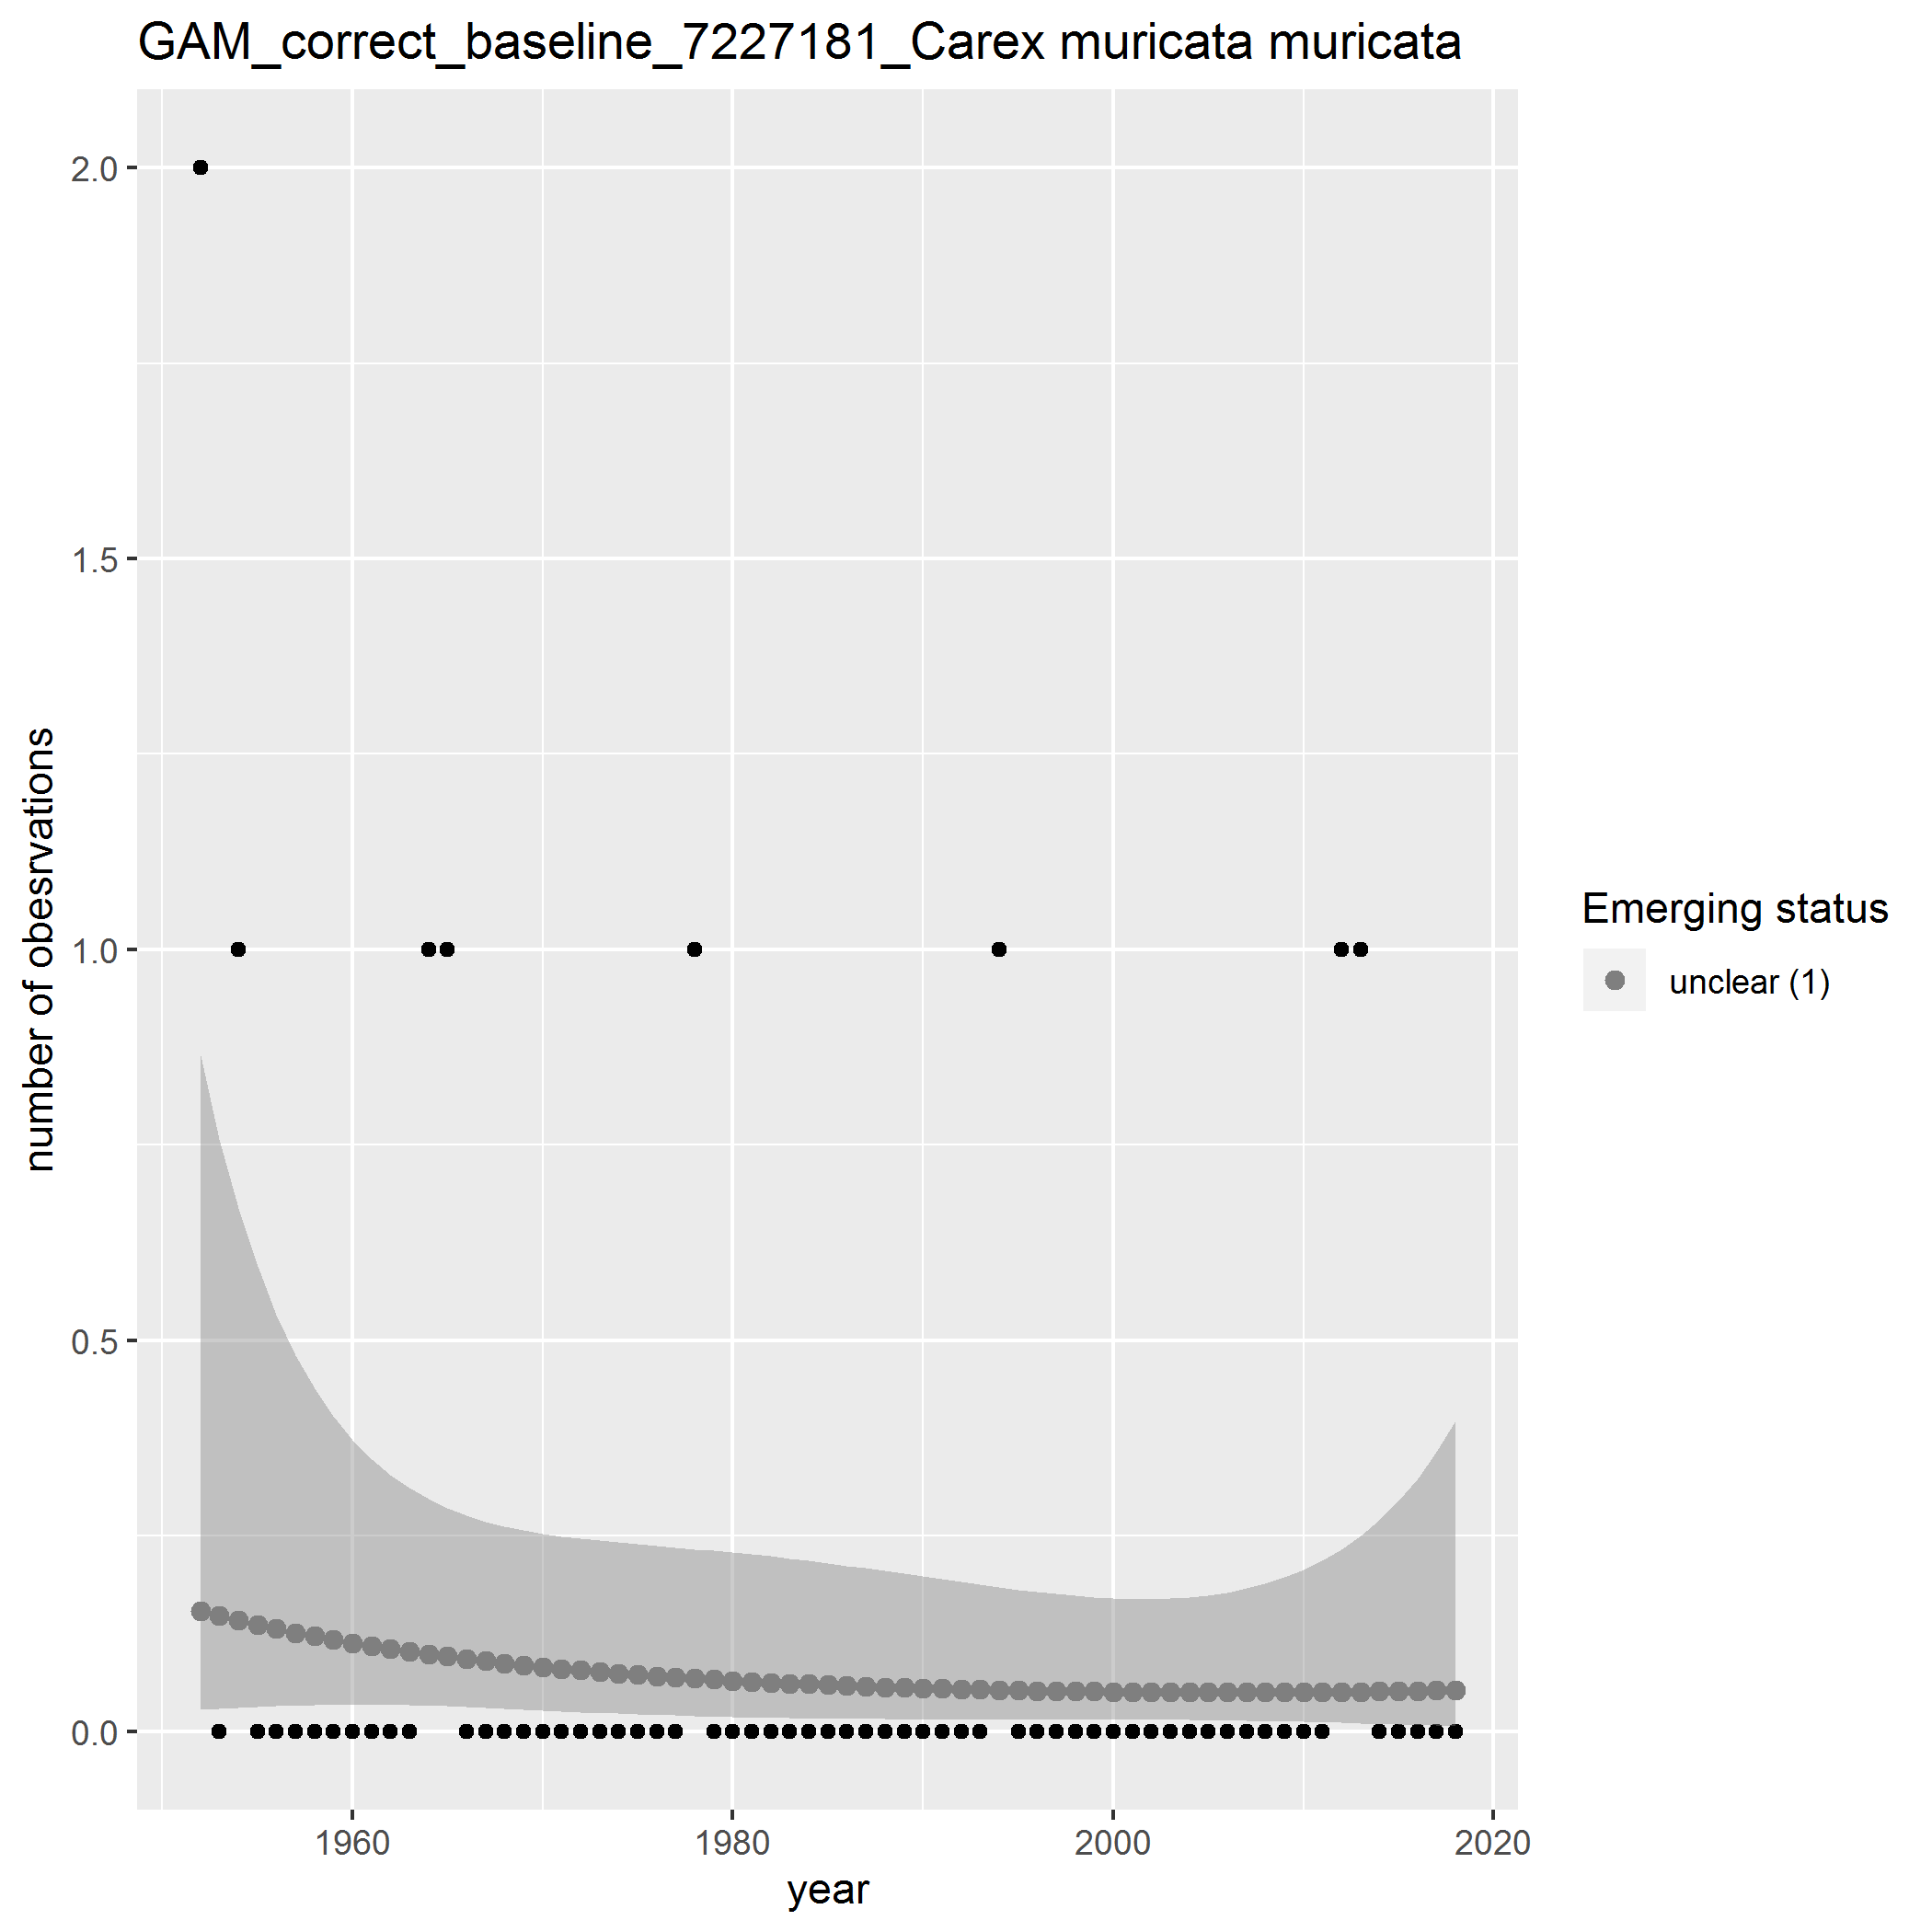 GAM_correct_baseline_7227181_Carex muricata muricata
2.0
1.5
1.0
0.5
0.0
number of obesrvations
1960
1980
2000
2020
year
Emerging status
unclear (1)